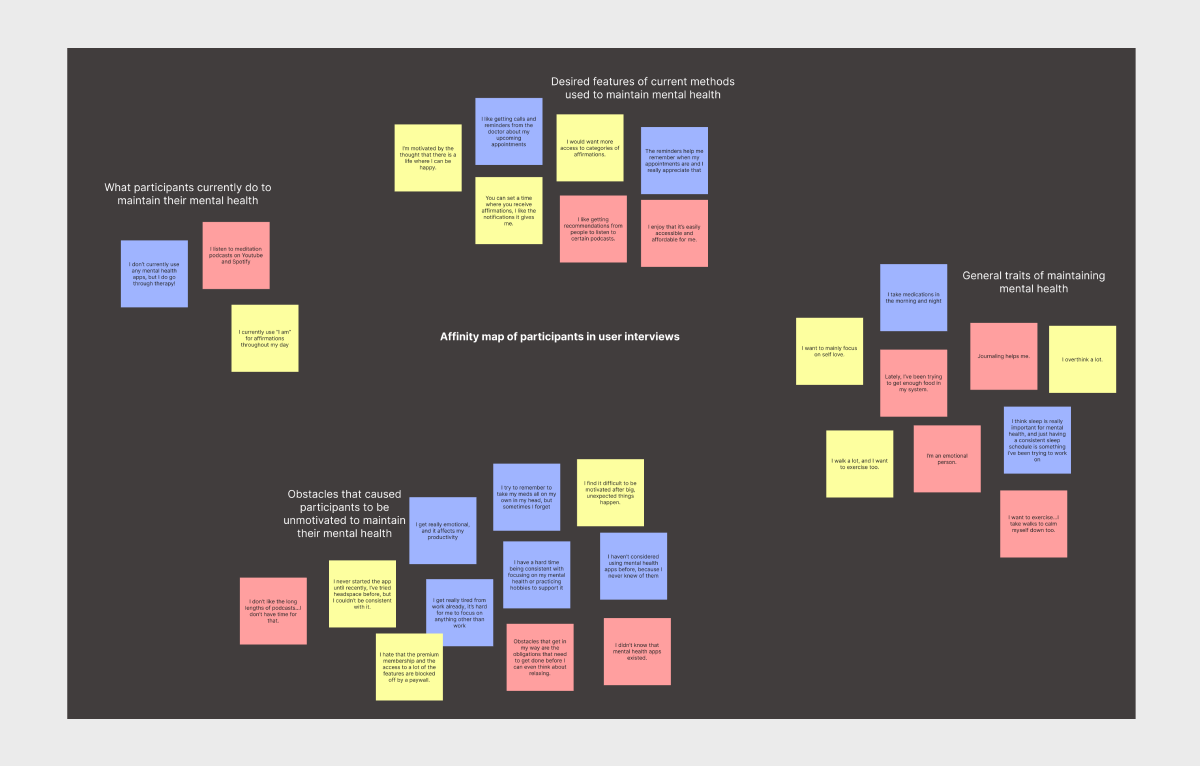 Desired features of current methods
used to maintain mental health
I'm motivated by the
thought that there is a
life where I can be
happy.
I like getting calls and
reminders from the
doctor about my
upcoming
appointments
I would want more
access to categories of
affirmations.
The reminders help me
remember when my
appointments are and I
really appreciate that.
You can set a time
where you receive
affirmations, I like the
notifications it gives
me.
I like getting
recommendations from
people to listen to
certain podcasts.
I enjoy that it's easily
accessible and
affordable for me.
What participants currently do to
maintain their mental health
I don't currently use
any mental health
apps, but I do go
through therapy!
I listen to meditation
podcasts on Youtube
and Spotify
I currently use "I am"
for affirmations
throughout my day
Affinity map of participants in user interviews
General traits of maintaining
mental health
I take medications in
the morning and night
I want to mainly focus
on self love.
Lately, I've been trying
to get enough food in
my system.
Journaling helps me.
I overthink a lot.
I walk a lot, and I want
to exercise too.
I'm an emotional
person.
I think sleep is really
important for mental
health, and just having
a consistent sleep
schedule is something
I've been trying to work
on
I want to exercise...I
take walks to calm
myself down too.
Obstacles that caused
participants to be
unmotivated to maintain
their mental health
I get really emotional,
and it affects my
productivity
I try to remember to
take my meds all on my
own in my head, but
sometimes I forget
I find it difficult to be
motivated after big,
unexpected things
happen.
I don't like the long
lengths of podcasts...I
don't have time for
that.
I never started the app
until recently, I've tried
headspace before, but
I couldn't be consistent
with it.
I get really tired from
work already, it's hard
for me to focus on
anything other than
work
I have a hard time
being consistent with
focusing on my mental
health or practicing
hobbies to support it
I haven't considered
using mental health
apps before, because I
never knew of them
I hate that the premium
membership and the
access to a lot of the
features are blocked
off by a paywall.
Obstacles that get in
my way are the
obligations that need
to get done before I
can even think about
relaxing.
I didn't know that
mental health apps
existed.